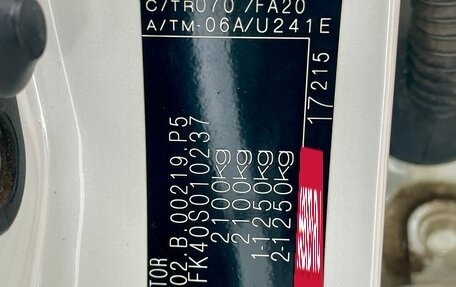 C/TR070 /FA20
A/TM-06A/U241E
TOR
02.B.00219.P5
FK40S010237
2100kg
2100kg
1-1250kg
2-1250kg
17215